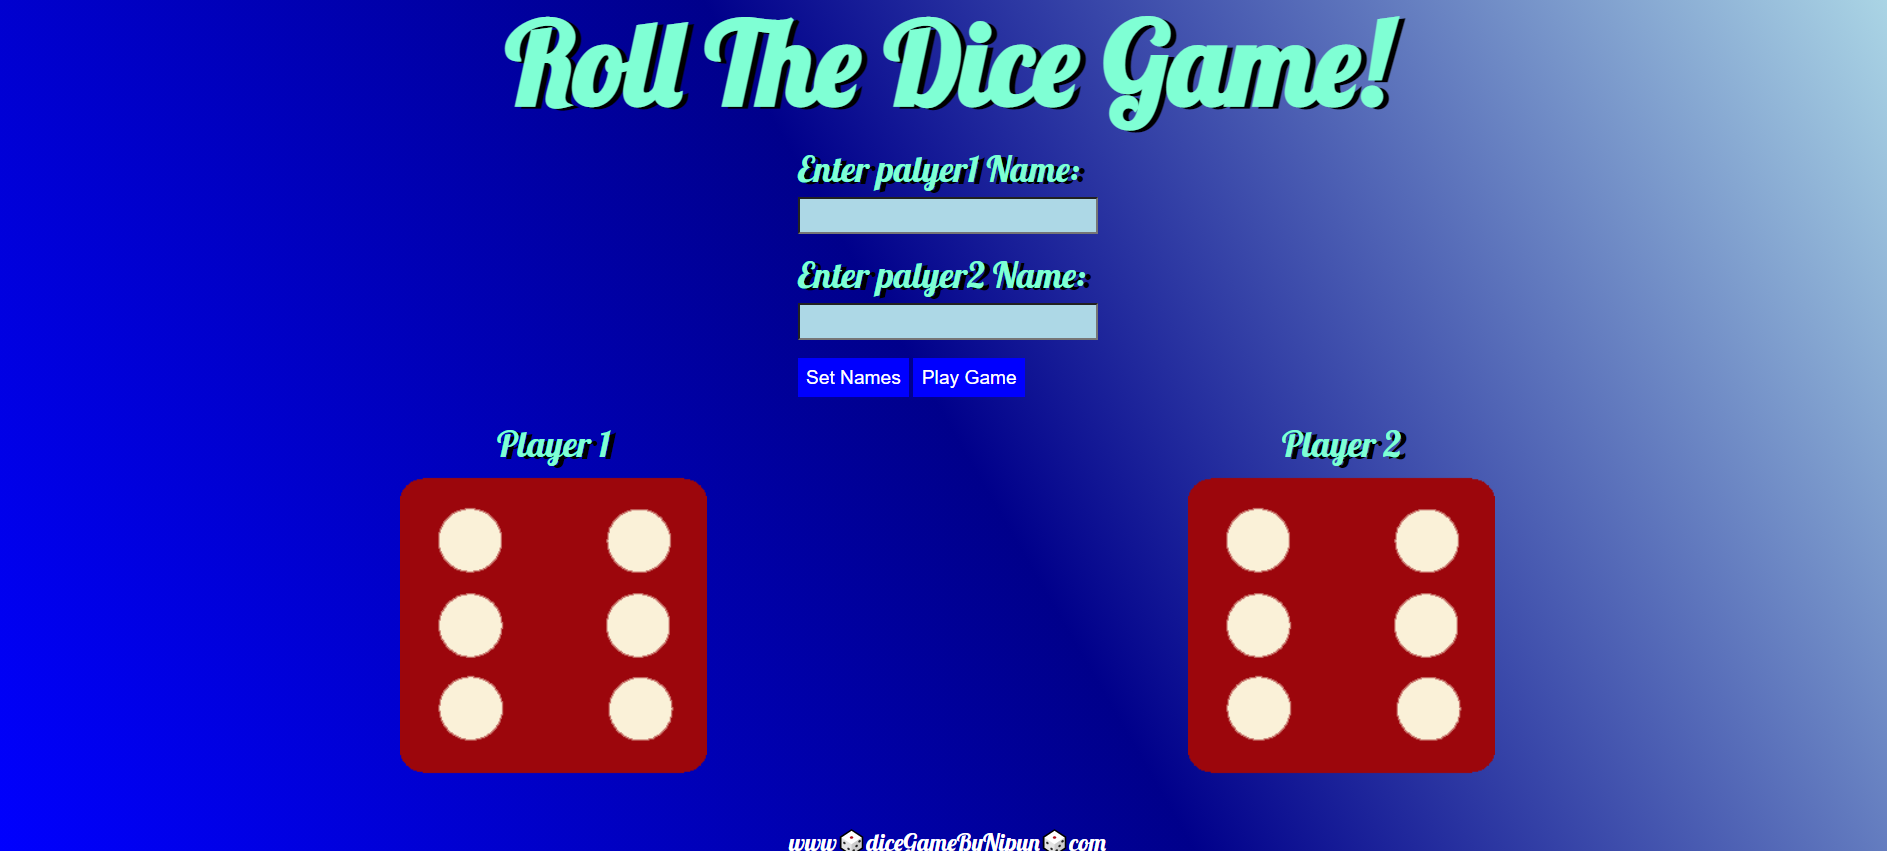 Roll The Dice Game!
Enter palyer1 Name:
Enter palyer2 Name:
Set Names Play Game
Player 1 Player 2
www🎲diceGameByNipun🎲com